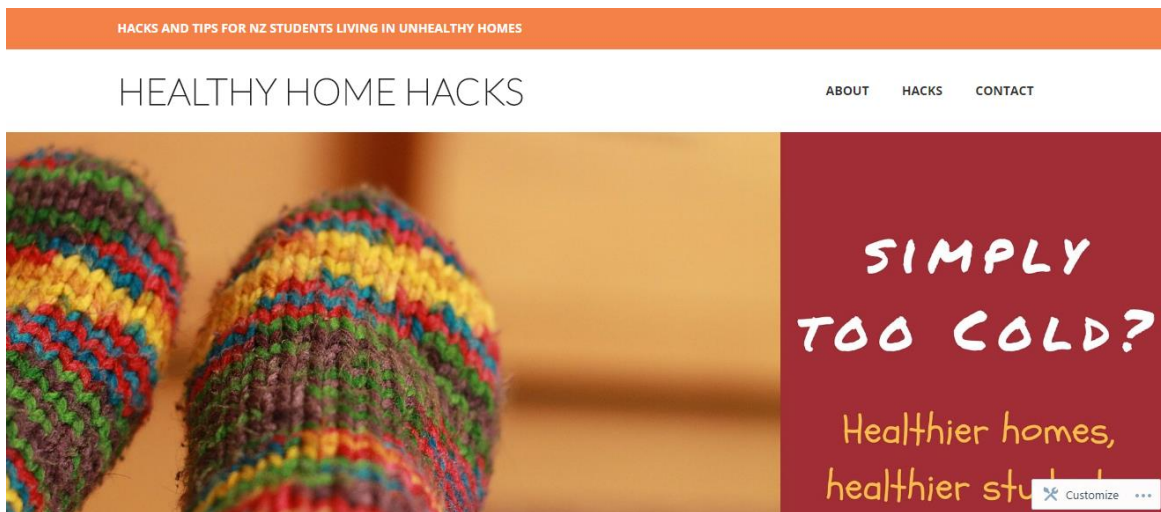 HACKS AND TIPS FOR NZ STUDENTS LIVING IN UNHEALTHY HOMES
HEALTHY HOME HACKS
ABOUT HACKS CONTACT
SIMPLY
TOO COLD?
Healthier homes,
healthier
Customize